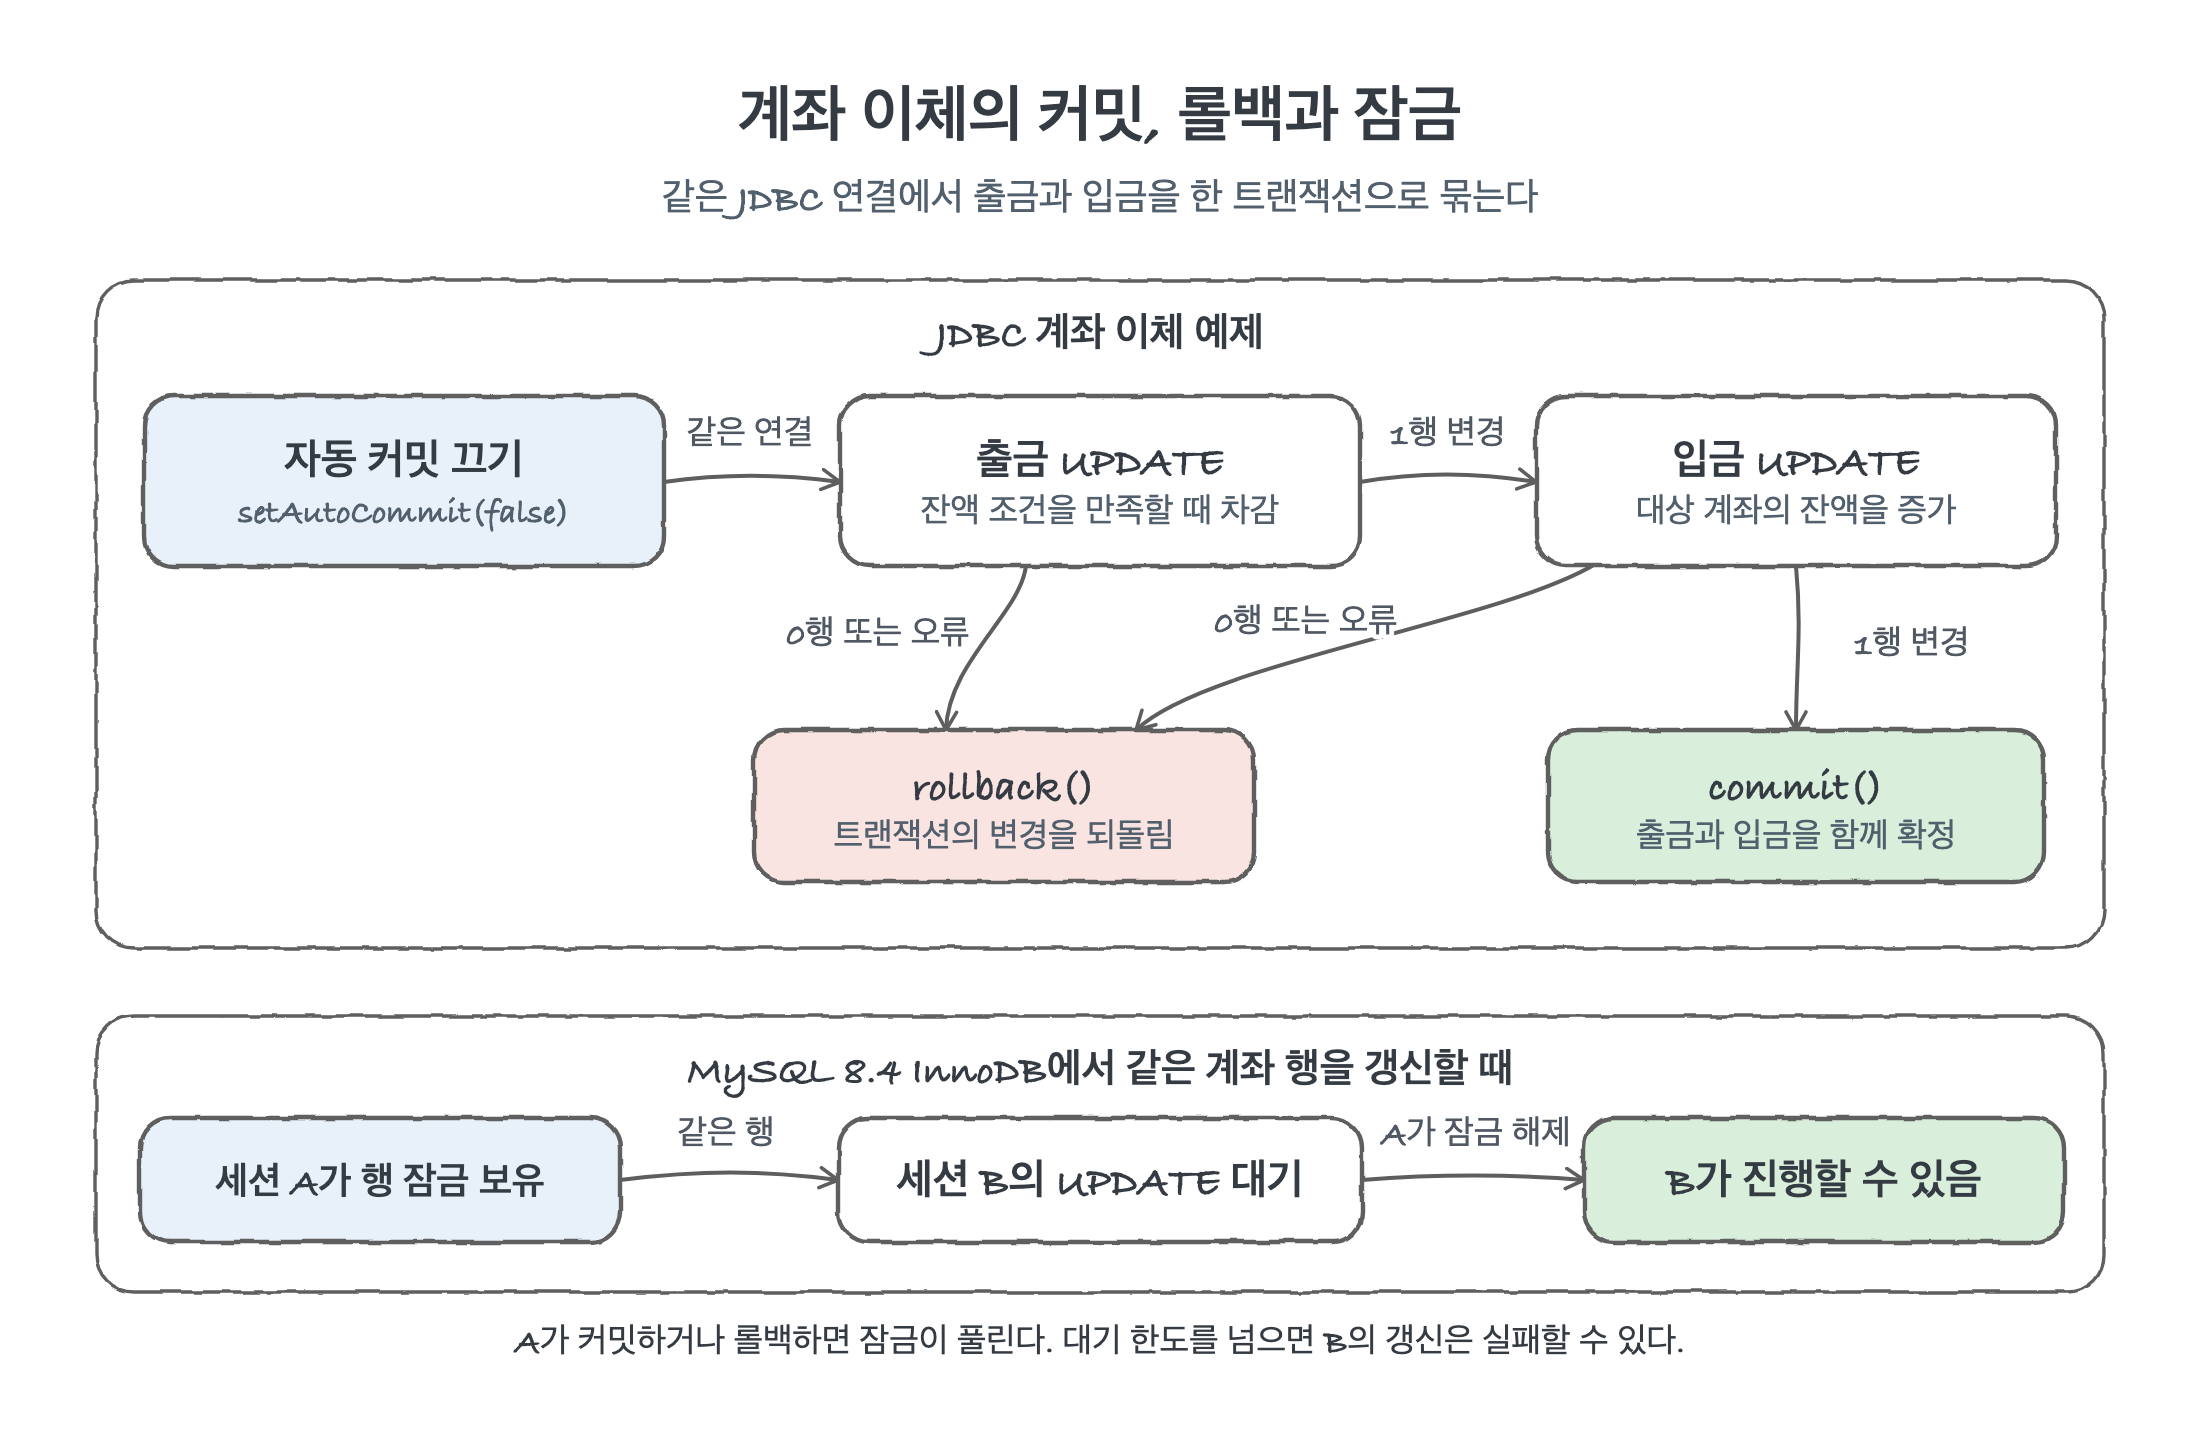 계좌 이체의 커밋, 롤백과 잠금
같은 JDBC 연결에서 출금과 입금을 한 트랜잭션으로 묶는다
JDBC 계좌 이체 예제
자동 커밋 끄기
setAutoCommit(false)
같은 연결
출금 UPDATE
잔액 조건을 만족할 때 차감
1행 변경
입금 UPDATE
대상 계좌의 잔액을 증가
0행 또는 오류
0행 또는 오류
1행 변경
rollback()
트랜잭션의 변경을 되돌림
commit()
출금과 입금을 함께 확정
MySQL 8.4 InnoDB에서 같은 계좌 행을 갱신할 때
세션 A가 행 잠금 보유
같은 행
세션 B의 UPDATE 대기
A가 잠금 해제
B가 진행할 수 있음
A가 커밋하거나 롤백하면 잠금이 풀린다. 대기 한도를 넘으면 B의 갱신은 실패할 수 있다.